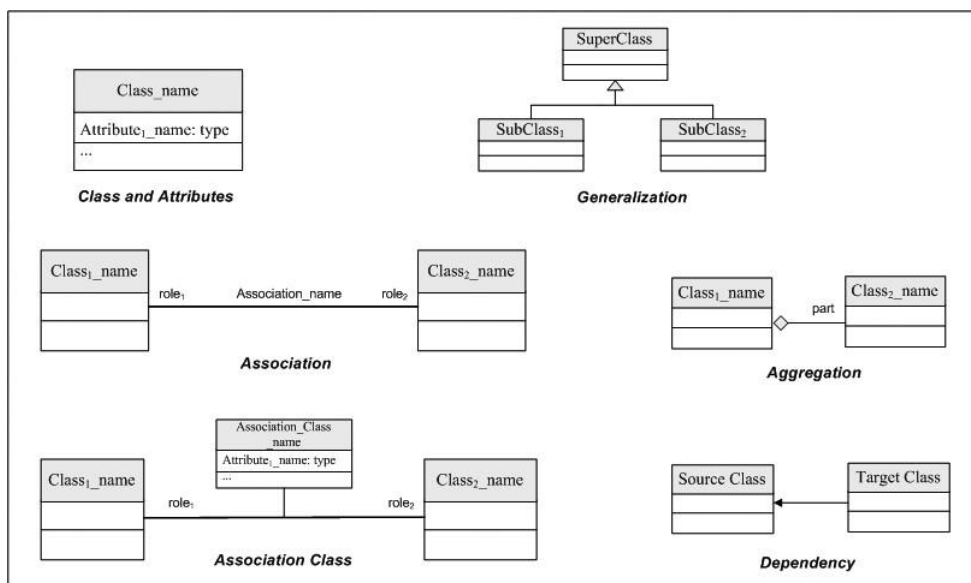 SuperClass
Class_name
Attribute₁_name: type
...
SubClass₁
SubClass₂
Class and Attributes
Generalization
Class₁_name
Class₂_name
role₁
Association_name
role₂
Association
Class₁_name
Class₂_name
part
Aggregation
Association_Class
_name
Attribute₁_name: type
...
Class₁_name
Class₂_name
role₁
role₂
Association Class
Source Class
Target Class
Dependency